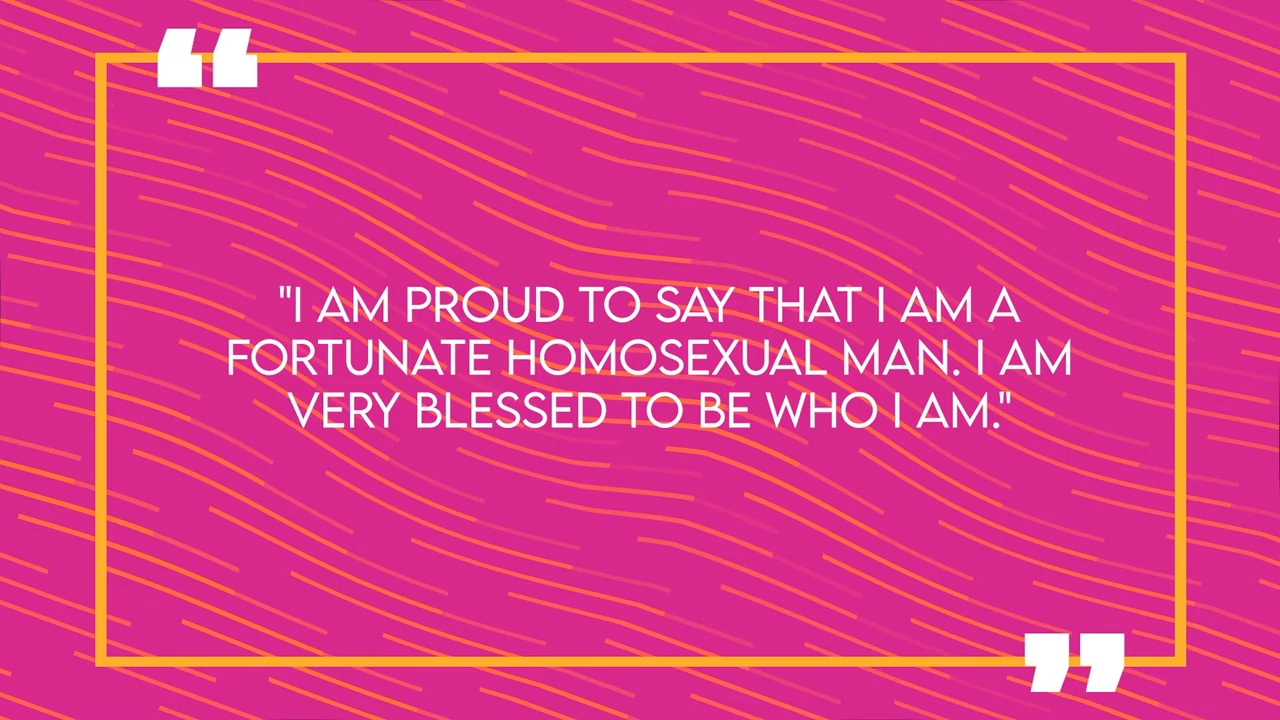 "I AM PROUD TO SAY THAT I AM A
FORTUNATE HOMOSEXUAL MAN. I AM
VERY BLESSED TO BE WHO I AM."